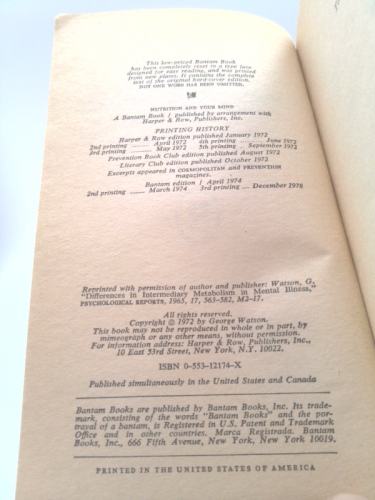 This low-priced Bantam Book
has been completely reset in a type face
designed for easy reading, and was printed
from new plates. It contains the complete
text of the original hard-cover edition.
NOT ONE WORD HAS BEEN OMITTED.
NUTRITION AND YOUR MIND
A Bantam Book / published by arrangement with
Harper & Row, Publishers, Inc.
PRINTING HISTORY
Harper & Row edition published January 1972
2nd printing ...... April 1972 4th printing ...... June 1972
3rd printing ...... May 1972 5th printing ...... September 1972
Prevention Book Club edition published August 1972
Literary Club edition published October 1972
Excerpts appeared in COSMOPOLITAN and PREVENTION
magazines.
Bantam edition / April 1974
2nd printing ...... March 1974 3rd printing ...... December 1978
Reprinted with permission of author and publisher: Watson, G.
"Differences in Intermediary Metabolism in Mental Illness,"
PSYCHOLOGICAL REPORTS, 1965, 17, 563-582, M2-17.
All rights reserved.
Copyright © 1972 by George Watson.
This book may not be reproduced in whole or in part, by
mimeograph or any other means, without permission.
For information address: Harper & Row, Publishers, Inc.,
10 East 53rd Street, New York, N.Y. 10022.
ISBN 0-553-12174-X
Published simultaneously in the United States and Canada
Bantam Books are published by Bantam Books, Inc. Its trade-
mark, consisting of the words "Bantam Books" and the por-
trayal of a bantam, is Registered in U.S. Patent and Trademark
Office and in other countries. Marca Registrada. Bantam
Books, Inc., 666 Fifth Avenue, New York, New York 10019.
PRINTED IN THE UNITED STATES OF AMERICA